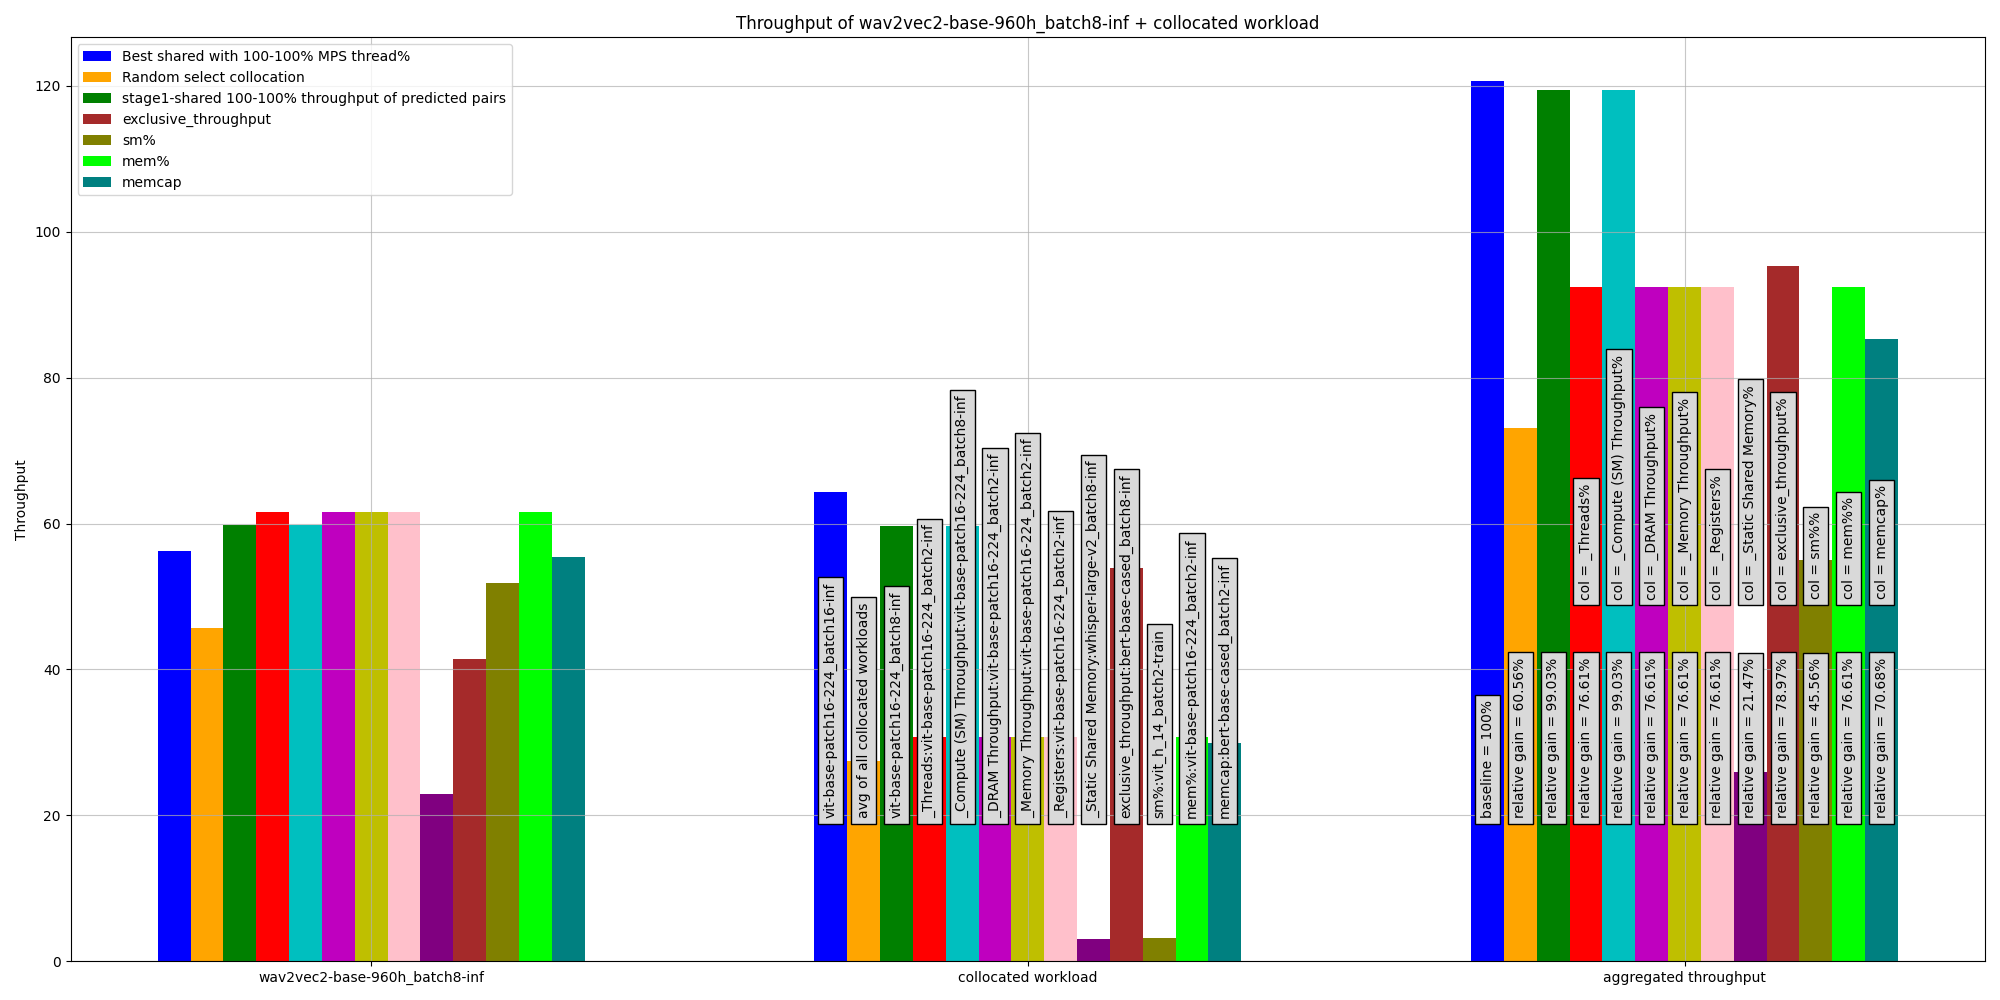 Throughput of wav2vec2-base-960h_batch8-inf + collocated workload
Best shared with 100-100% MPS thread%
Random select collocation
stage1-shared 100-100% throughput of predicted pairs
exclusive_throughput
sm%
mem%
memcap
Throughput
120
100
80
60
40
20
0
vit-base-patch16-224_batch16-inf
avg of all collocated workloads
vit-base-patch16-224_batch8-inf
_Threads:vit-base-patch16-224_batch2-inf
_Compute (SM) Throughput:vit-base-patch16-224_batch8-inf
_DRAM Throughput:vit-base-patch16-224_batch2-inf
_Memory Throughput:vit-base-patch16-224_batch2-inf
_Registers:vit-base-patch16-224_batch2-inf
_Static Shared Memory:whisper-large-v2_batch8-inf
exclusive_throughput:bert-base-cased_batch8-inf
sm%:vit_h_14_batch2-train
mem%:vit-base-patch16-224_batch2-inf
memcap:bert-base-cased_batch2-inf
col = _Threads%
col = _Compute (SM) Throughput%
col = _DRAM Throughput%
col = _Memory Throughput%
col = _Registers%
col = _Static Shared Memory%
col = exclusive_throughput%
col = sm%%
col = mem%%
col = memcap%
baseline = 100%
relative gain = 60.56%
relative gain = 99.03%
relative gain = 76.61%
relative gain = 99.03%
relative gain = 76.61%
relative gain = 76.61%
relative gain = 76.61%
relative gain = 21.47%
relative gain = 78.97%
relative gain = 45.56%
relative gain = 76.61%
relative gain = 70.68%
wav2vec2-base-960h_batch8-inf
collocated workload
aggregated throughput